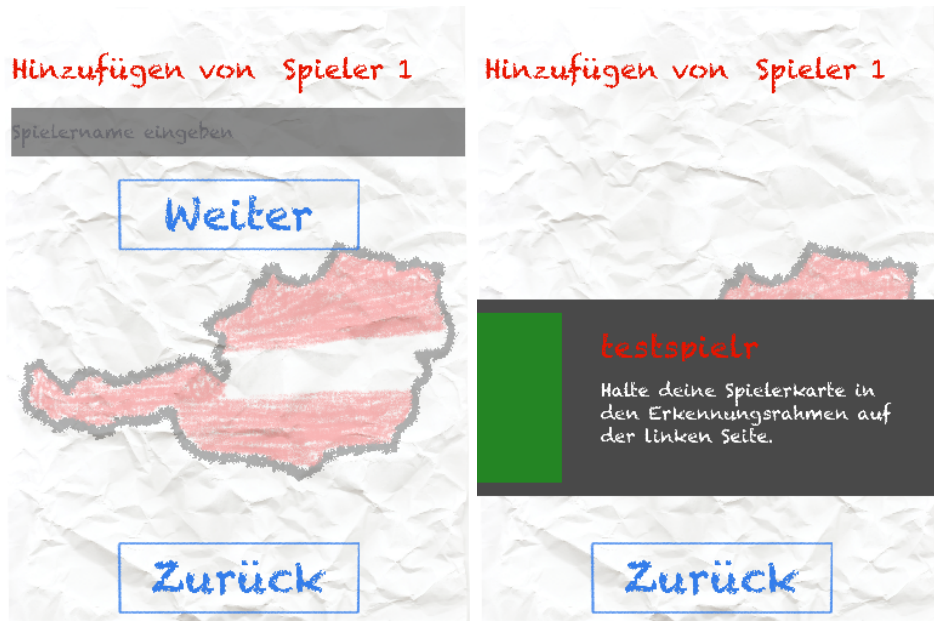 Hinzufügen von Spieler 1
Spielername eingeben
Weiter
Zurück
Hinzufügen von Spieler 1
testspielr
Halte deine Spielerkarte in
den Erkennungsrahmen auf
der linken Seite.
Zurück